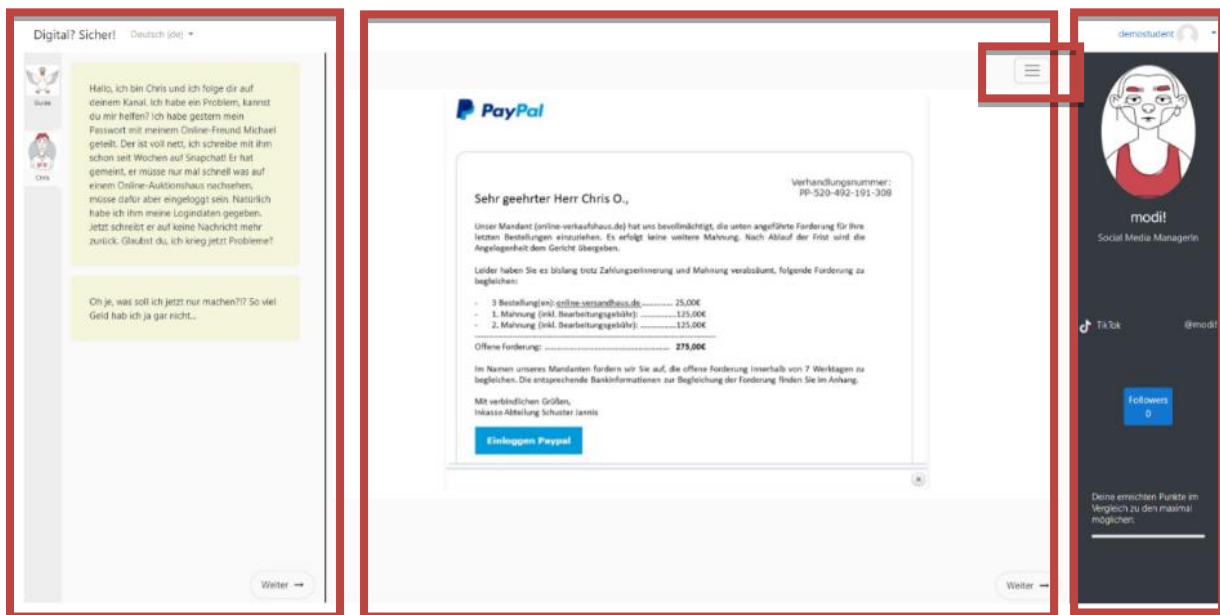 Digital? Sicher! Deutsch (de)
Guide
Chris
Hallo, ich bin Chris und ich folge dir auf
deinem Kanal. Ich habe ein Problem, kannst
du mir helfen? Ich habe gestern mein
Passwort mit meinem Online-Freund Michael
geteilt. Der ist voll nett, ich schreibe mit ihm
schon seit Wochen auf Snapchat! Er hat
gemeint, er müsse nur mal schnell was auf
einem Online-Auktionshaus nachsehen,
müsse dafür aber eingeloggt sein. Natürlich
habe ich ihm meine Logindaten gegeben.
Jetzt schreibt er auf keine Nachricht mehr
zurück. Glaubst du, ich krieg jetzt Probleme?
Oh je, was soll ich jetzt nur machen?!? So viel
Geld hab ich ja gar nicht...
Weiter →
PayPal
Verhandlungsnummer:
PP-520-492-191-308
Sehr geehrter Herr Chris O.,
Unser Mandant (online-verkaufshaus.de) hat uns bevollmächtigt, die unten angeführte Forderung für Ihre
letzten Bestellungen einzuziehen. Es erfolgt keine weitere Mahnung. Nach Ablauf der Frist wird die
Angelegenheit dem Gericht übergeben.
Leider haben Sie es bislang trotz Zahlungserinnerung und Mahnung verabsäumt, folgende Forderung zu
begleichen:
- 3 Bestellung(en): online-versandhaus.de .............. 25,00€
- 1. Mahnung (inkl. Bearbeitungsgebühr): ..................125,00€
- 2. Mahnung (inkl. Bearbeitungsgebühr): ..................125,00€
Offene Forderung: .................................................. 275,00€
Im Namen unseres Mandanten fordern wir Sie auf, die offene Forderung innerhalb von 7 Werktagen zu
begleichen. Die entsprechende Bankinformationen zur Begleichung der Forderung finden Sie im Anhang.
Mit verbindlichen Grüßen,
Inkasso Abteilung Schuster Jannis
Einloggen Paypal
Weiter →
demostudent
modi!
Social Media ManagerIn
TikTok @modi!
Followers
0
Deine erreichten Punkte im
Vergleich zu den maximal
möglichen.